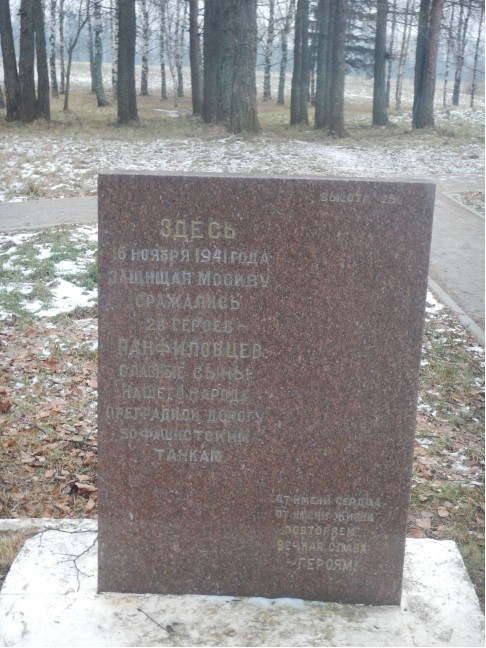 ВЫСОТА 251
ЗДЕСЬ
16 НОЯБРЯ 1941 ГОДА
ЗАЩИЩАЯ МОСКВУ
СРАЖАЛИСЬ
28 ГЕРОЕВ –
ПАНФИЛОВЦЕВ.
СЛАВНЫЕ СЫНЫ
НАШЕГО НАРОДА
ПРЕГРАДИЛИ ДОРОГУ
50 ФАШИСТСКИМ
ТАНКАМ
ОТ ИМЕНИ СЕРДЦА
ОТ ИМЕНИ ЖИЗНИ
ПОВТОРЯЕМ
ВЕЧНАЯ СЛАВА
ГЕРОЯМ!